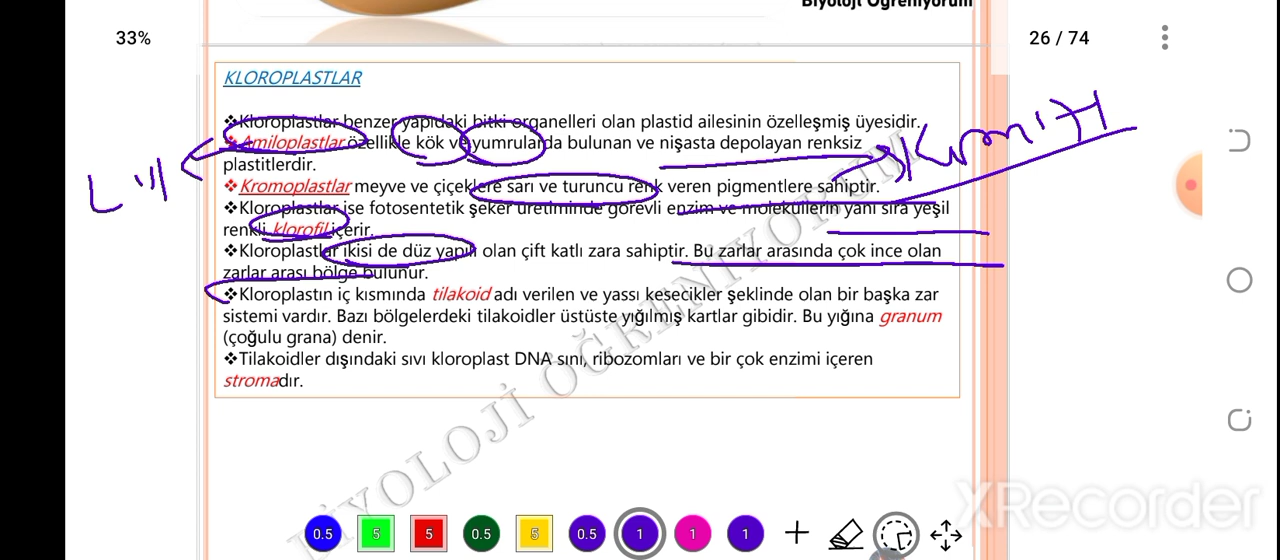 Biyoloji Öğreniyorum
33%
26 / 74
KLOROPLASTLAR
❖Kloroplastlar benzer yapıdaki bitki organelleri olan plastid ailesinin özelleşmiş üyesidir.
❖Amiloplastlar özellikle kök ve yumrularda bulunan ve nişasta depolayan renksiz
plastitlerdir.
❖Kromoplastlar meyve ve çiçeklere sarı ve turuncu renk veren pigmentlere sahiptir.
❖Kloroplastlar ise fotosentetik şeker üretiminde görevli enzim ve moleküllerin yanı sıra yeşil
renkli klorofil içerir.
❖Kloroplastlar ikisi de düz yapılı olan çift katlı zara sahiptir. Bu zarlar arasında çok ince olan
zarlar arası bölge bulunur.
❖Kloroplastın iç kısmında tilakoid adı verilen ve yassı kesecikler şeklinde olan bir başka zar
sistemi vardır. Bazı bölgelerdeki tilakoidler üstüste yığılmış kartlar gibidir. Bu yığına granum
(çoğulu grana) denir.
❖Tilakoidler dışındaki sıvı kloroplast DNA sını, ribozomları ve bir çok enzimi içeren
stromadır.
BİYOLOJİ ÖĞRENİYORUM
XRecorder
0.5 5 5 0.5 5 0.5 1 1 1